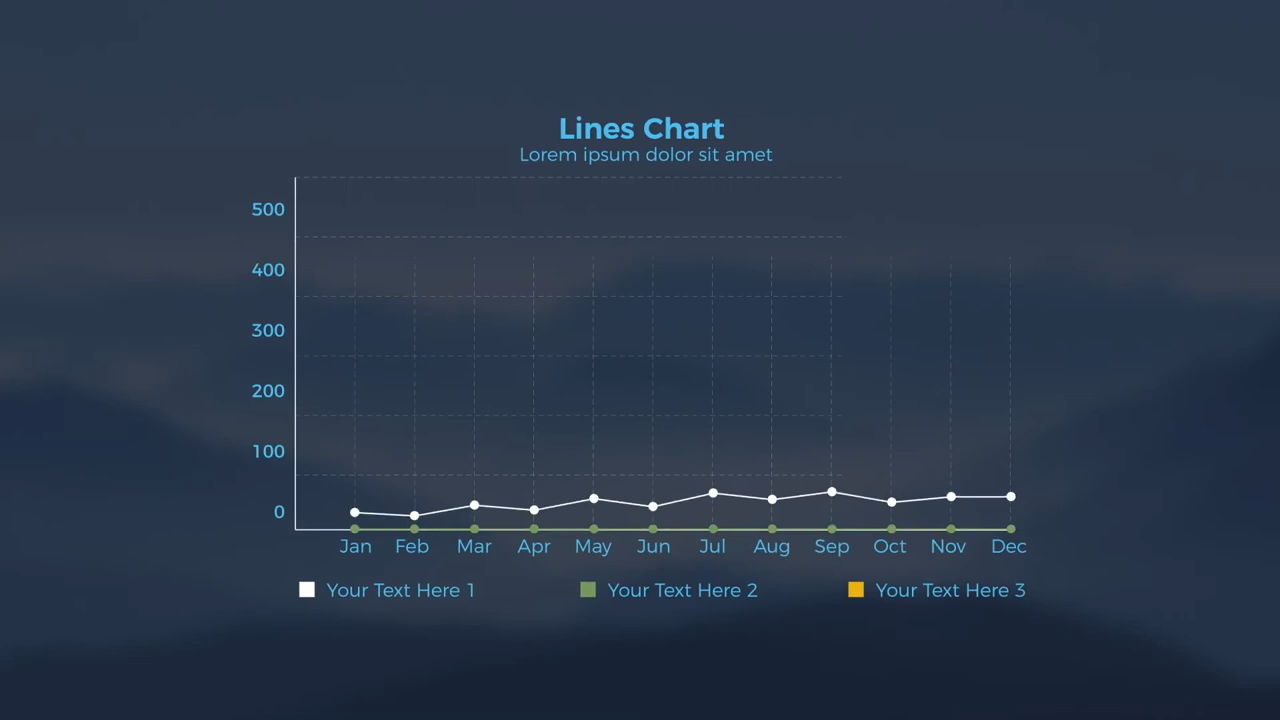 Lines Chart
Lorem ipsum dolor sit amet
500
400
300
200
100
0
Jan Feb Mar Apr May Jun Jul Aug Sep Oct Nov Dec
Your Text Here 1 Your Text Here 2 Your Text Here 3